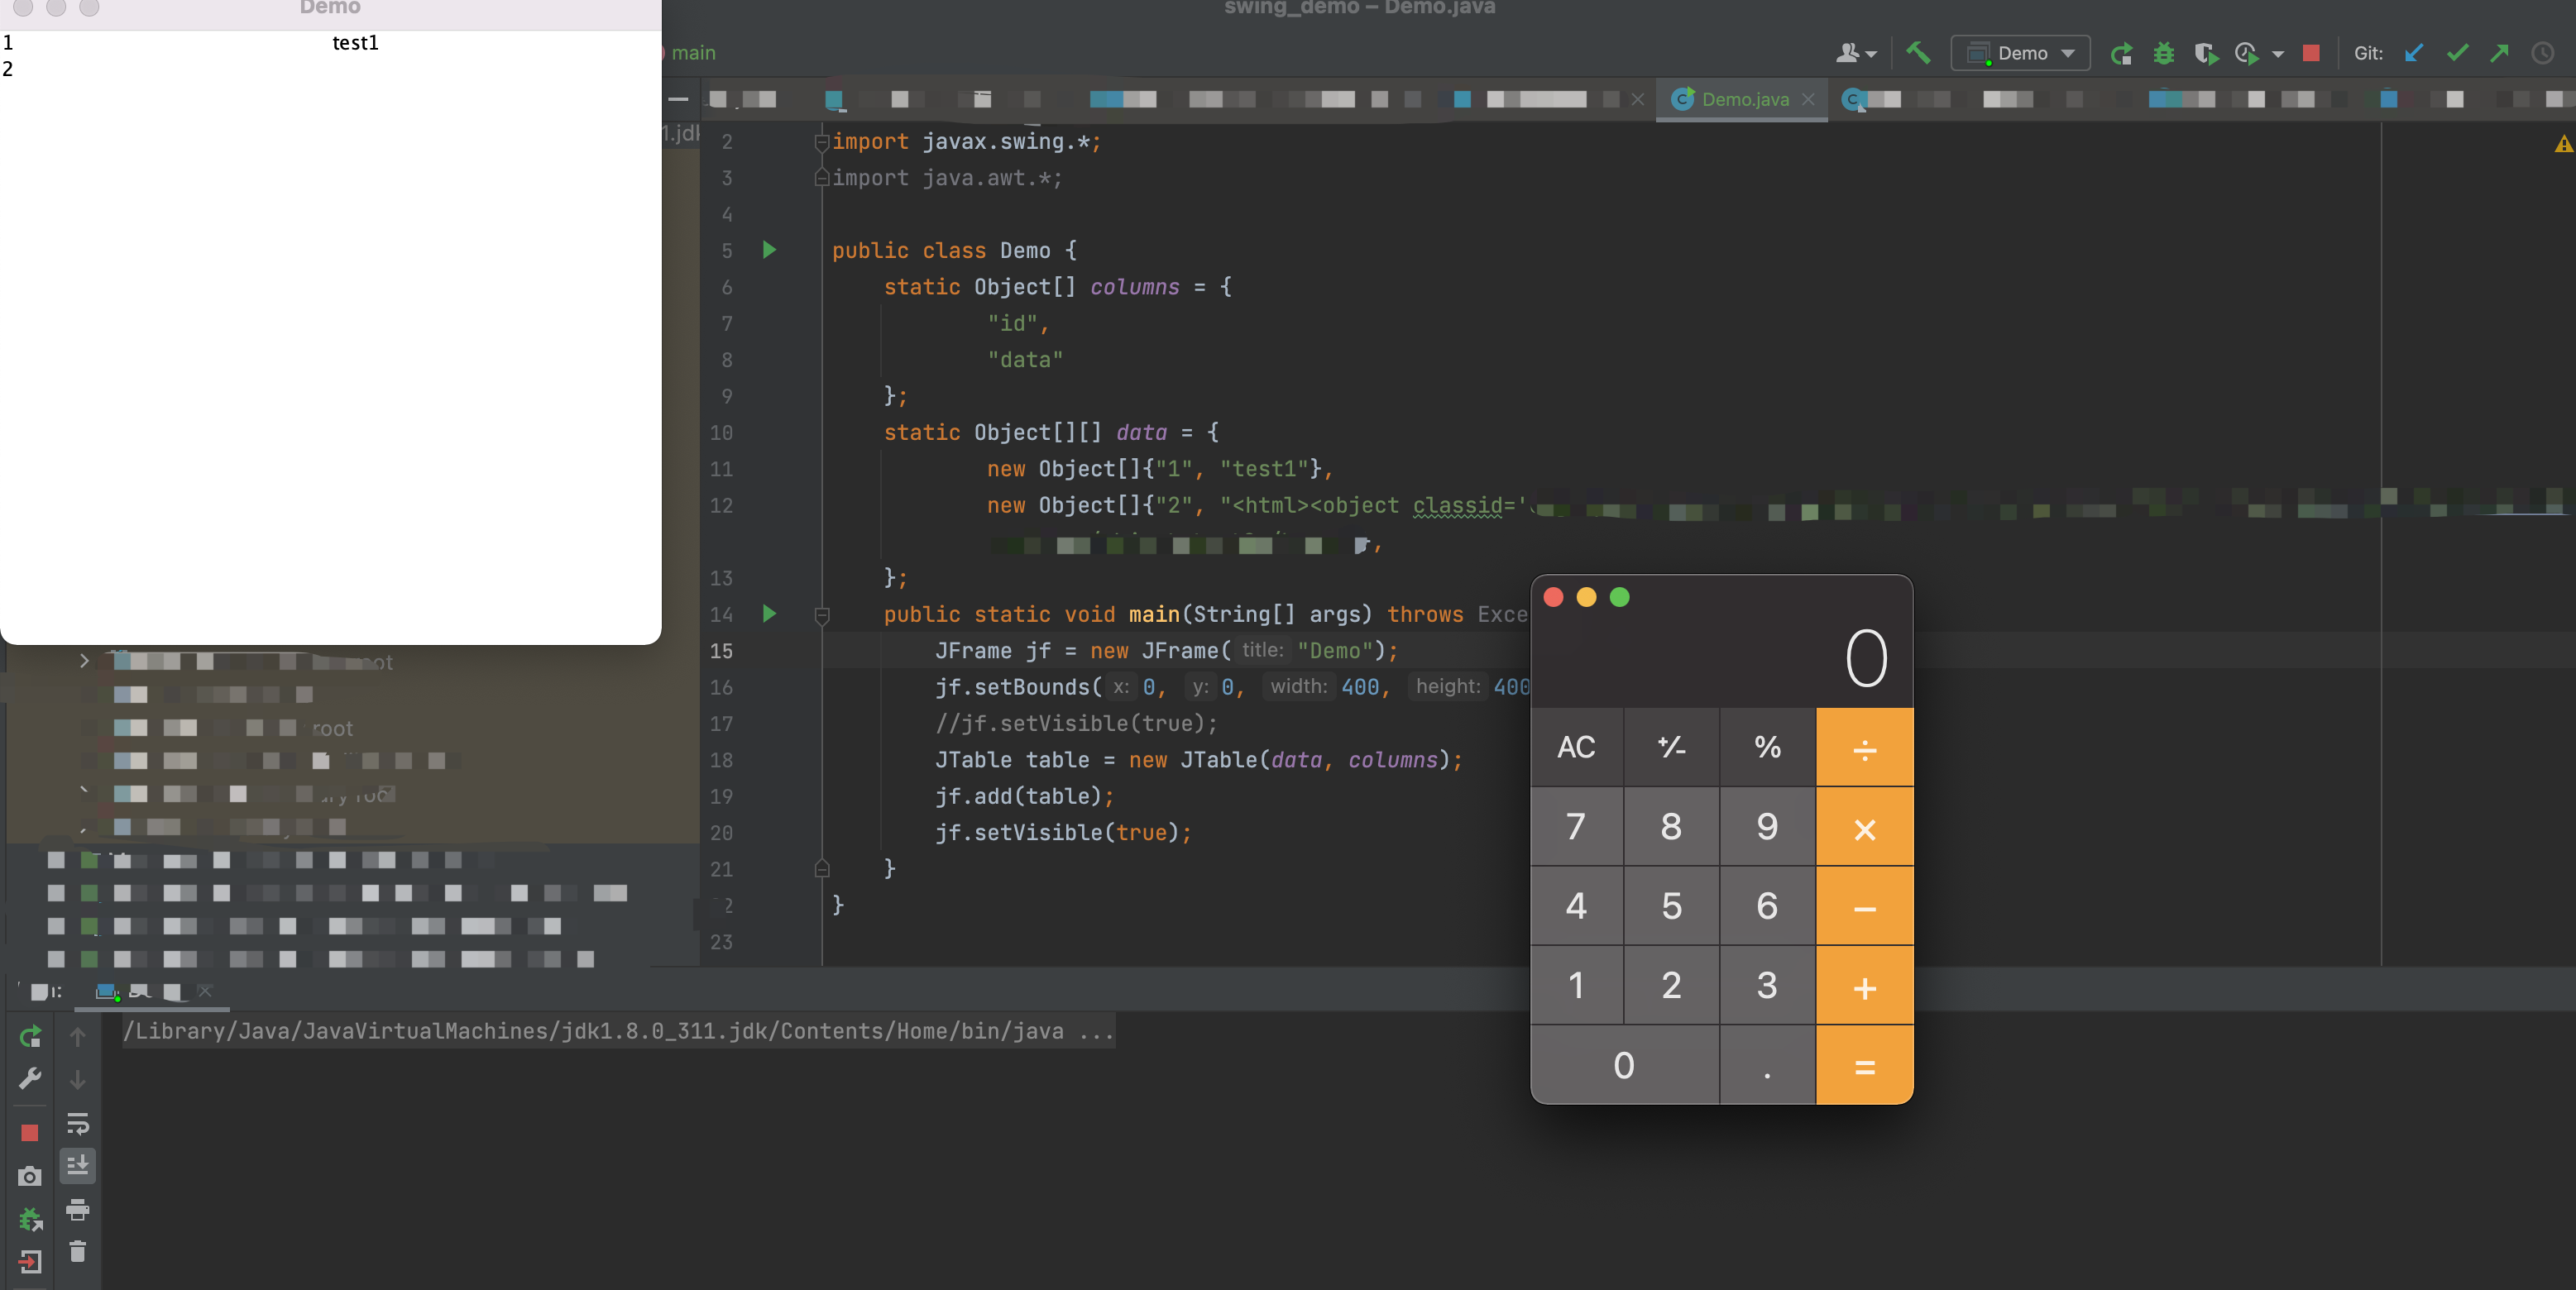 Demo
1 test1
2
swing_demo – Demo.java
main
Demo
Git:
Demo.java
1.jdk
2 import javax.swing.*;
3 import java.awt.*;
4
5 public class Demo {
6 static Object[] columns = {
7 "id",
8 "data"
9 };
10 static Object[][] data = {
11 new Object[]{"1", "test1"},
12 new Object[]{"2", "<html><object classid='
},
13 };
14 public static void main(String[] args) throws Exce
15 JFrame jf = new JFrame( title: "Demo");
16 jf.setBounds( x: 0, y: 0, width: 400, height: 400
17 //jf.setVisible(true);
18 JTable table = new JTable(data, columns);
19 jf.add(table);
20 jf.setVisible(true);
21 }
}
23
root
0
AC +/- % ÷
7 8 9 ×
4 5 6 −
1 2 3 +
0 . =
/Library/Java/JavaVirtualMachines/jdk1.8.0_311.jdk/Contents/Home/bin/java ...